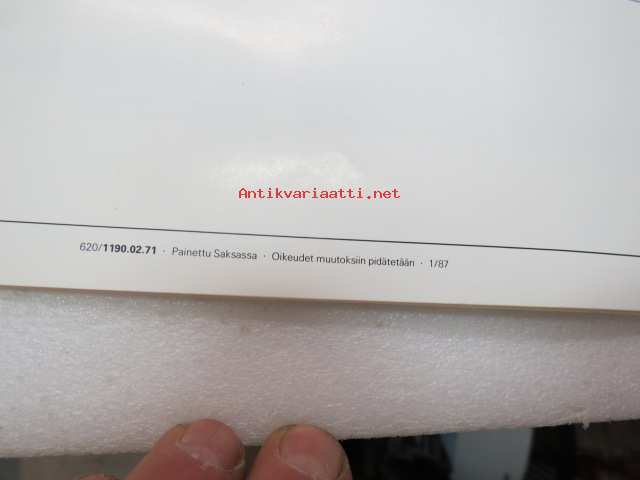 Antikvariaatti.net
620/1190.02.71 · Painettu Saksassa · Oikeudet muutoksiin pidätetään · 1/87